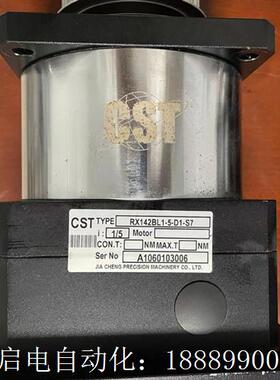 CST
CST TYPE RX142BL1-5-D1-S7
i: 1/5 Motor
CON.T: NM MAX.T NM
Ser No A1060103006
JIA CHENG PRECISION MACHINERY CO., LTD.
启电自动化：18889900